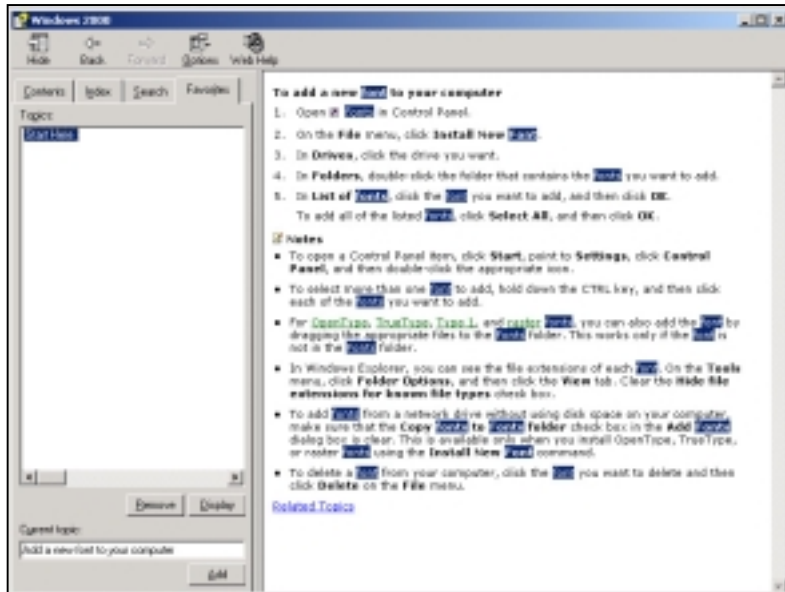 Windows 2000
Hide Back Forward Options Web Help
Contents Index Search Favorites
Topics:
Start Here
Remove Display
Current topic:
Add a new font to your computer
Add
To add a new font to your computer
1. Open Fonts in Control Panel.
2. On the File menu, click Install New Font.
3. In Drives, click the drive you want.
4. In Folders, double-click the folder that contains the fonts you want to add.
5. In List of fonts, click the font you want to add, and then click OK.
To add all of the listed fonts, click Select All, and then click OK.
Notes
• To open a Control Panel item, click Start, point to Settings, click Control
Panel, and then double-click the appropriate icon.
• To select more than one font to add, hold down the CTRL key, and then click
each of the fonts you want to add.
• For OpenType, TrueType, Type 1, and raster fonts, you can also add the font by
dragging the appropriate files to the Fonts folder. This works only if the font is
not in the Fonts folder.
• In Windows Explorer, you can see the file extensions of each font. On the Tools
menu, click Folder Options, and then click the View tab. Clear the Hide file
extensions for known file types check box.
• To add fonts from a network drive without using disk space on your computer,
make sure that the Copy fonts to Fonts folder check box in the Add Fonts
dialog box is clear. This is available only when you install OpenType, TrueType,
or raster fonts using the Install New Font command.
• To delete a font from your computer, click the font you want to delete and then
click Delete on the File menu.
Related Topics